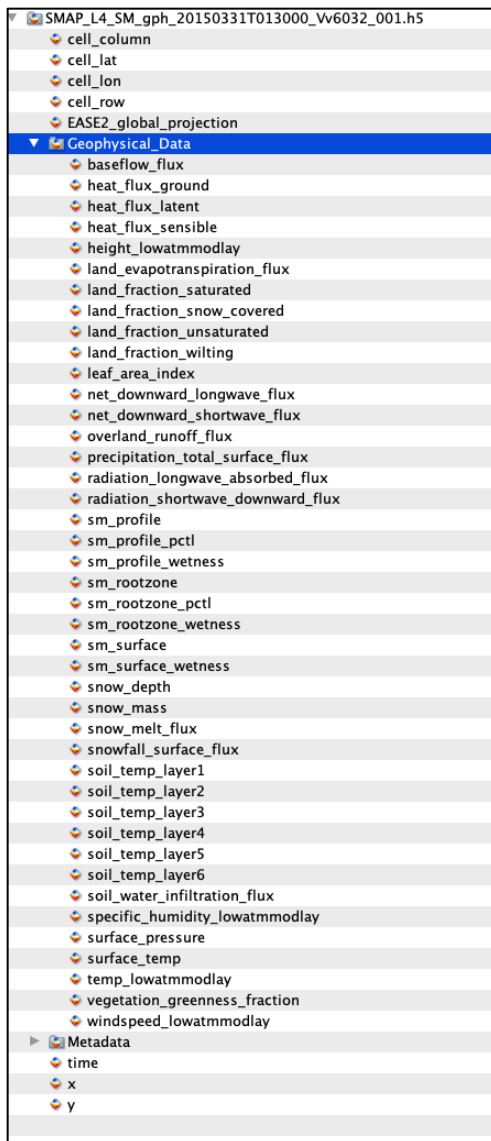 SMAP_L4_SM_gph_20150331T013000_Vv6032_001.h5
cell_column
cell_lat
cell_lon
cell_row
EASE2_global_projection
Geophysical_Data
baseflow_flux
heat_flux_ground
heat_flux_latent
heat_flux_sensible
height_lowatmmodlay
land_evapotranspiration_flux
land_fraction_saturated
land_fraction_snow_covered
land_fraction_unsaturated
land_fraction_wilting
leaf_area_index
net_downward_longwave_flux
net_downward_shortwave_flux
overland_runoff_flux
precipitation_total_surface_flux
radiation_longwave_absorbed_flux
radiation_shortwave_downward_flux
sm_profile
sm_profile_pctl
sm_profile_wetness
sm_rootzone
sm_rootzone_pctl
sm_rootzone_wetness
sm_surface
sm_surface_wetness
snow_depth
snow_mass
snow_melt_flux
snowfall_surface_flux
soil_temp_layer1
soil_temp_layer2
soil_temp_layer3
soil_temp_layer4
soil_temp_layer5
soil_temp_layer6
soil_water_infiltration_flux
specific_humidity_lowatmmodlay
surface_pressure
surface_temp
temp_lowatmmodlay
vegetation_greenness_fraction
windspeed_lowatmmodlay
Metadata
time
x
y